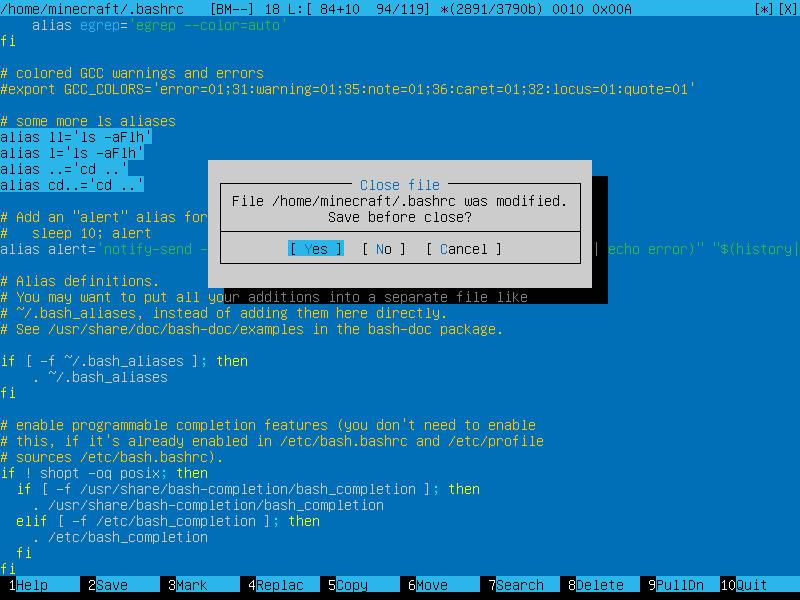 /home/minecraft/.bashrc   [BM--] 18 L:[ 84+10  94/119] *(2891/3790b) 0010 0x00A   [*][X]
    alias egrep='egrep --color=auto'
fi
# colored GCC warnings and errors
#export GCC_COLORS='error=01;31:warning=01;35:note=01;36:caret=01;32:locus=01:quote=01'
# some more ls aliases
alias ll='ls -aFlh'
alias l='ls -aFlh'
alias ..='cd ..'
alias cd..='cd ..'
Close file
File /home/minecraft/.bashrc was modified.
Save before close?
[ Yes ]  [ No ]  [ Cancel ]
# Add an "alert" alias for
#   sleep 10; alert
alias alert='notify-send - | echo error)" "$(history|
# Alias definitions.
# You may want to put all your additions into a separate file like
# ~/.bash_aliases, instead of adding them here directly.
# See /usr/share/doc/bash-doc/examples in the bash-doc package.
if [ -f ~/.bash_aliases ]; then
    . ~/.bash_aliases
fi
# enable programmable completion features (you don't need to enable
# this, if it's already enabled in /etc/bash.bashrc and /etc/profile
# sources /etc/bash.bashrc).
if ! shopt -oq posix; then
  if [ -f /usr/share/bash-completion/bash_completion ]; then
    . /usr/share/bash-completion/bash_completion
  elif [ -f /etc/bash_completion ]; then
    . /etc/bash_completion
  fi
fi
1Help 2Save 3Mark 4Replac 5Copy 6Move 7Search 8Delete 9PullDn 10Quit